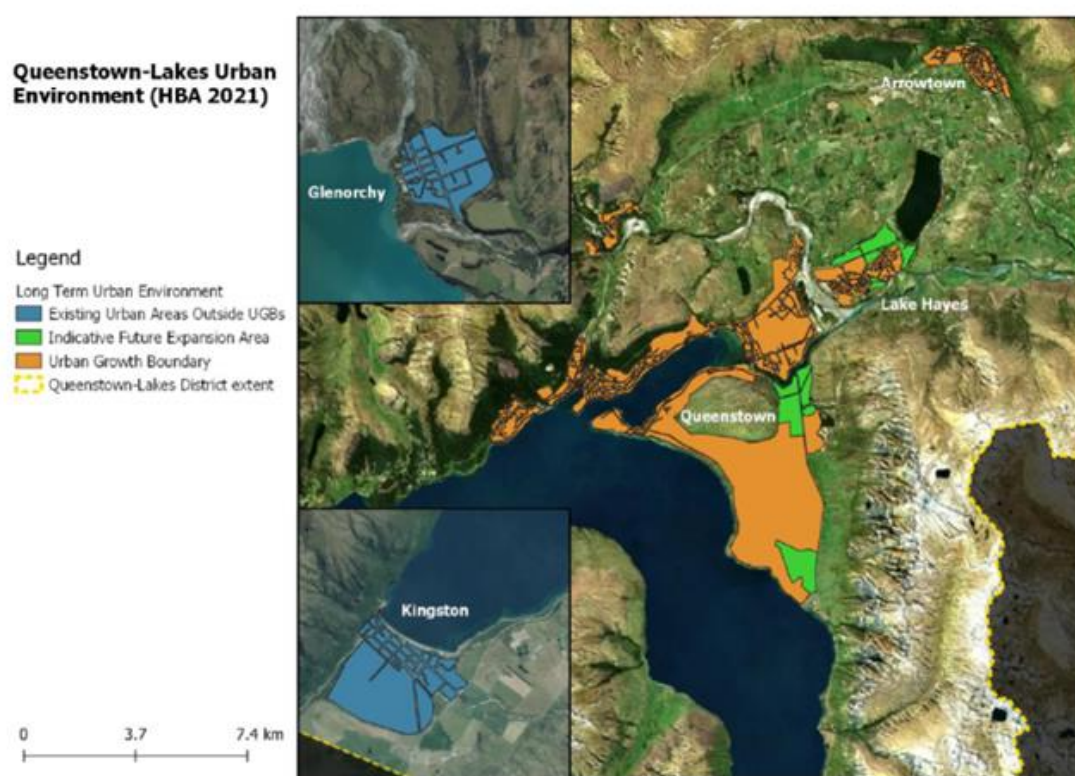 Queenstown-Lakes Urban
Environment (HBA 2021)
Legend
Long Term Urban Environment
Existing Urban Areas Outside UGBs
Indicative Future Expansion Area
Urban Growth Boundary
Queenstown-Lakes District extent
0 3.7 7.4 km
Glenorchy
Arrowtown
Lake Hayes
Queenstown
Kingston